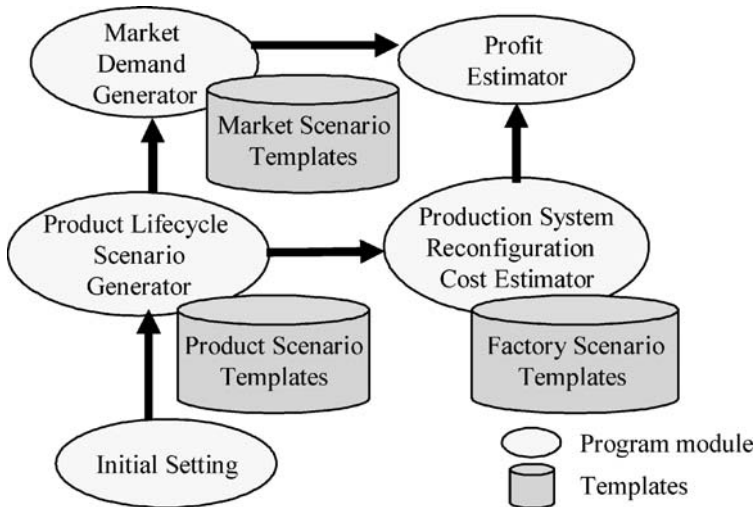 Market
Demand
Generator
Profit
Estimator
Market Scenario
Templates
Product Lifecycle
Scenario
Generator
Production System
Reconfiguration
Cost Estimator
Product Scenario
Templates
Factory Scenario
Templates
Initial Setting
Program module
Templates